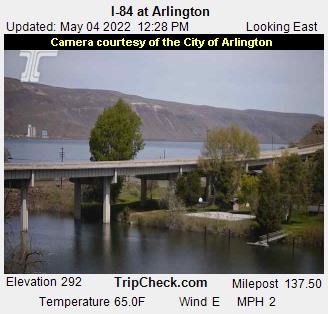 I-84 at Arlington
Updated: May 04 2022 12:28 PM Looking East
Camera courtesy of the City of Arlington
Elevation 292 TripCheck.com Milepost 137.50
Temperature 65.0F Wind E MPH 2